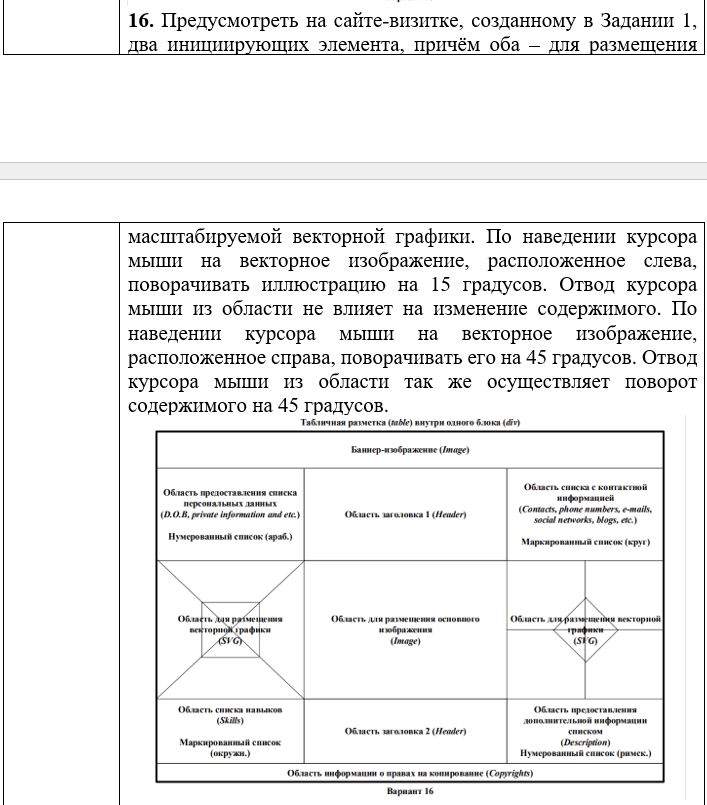 16. Предусмотреть на сайте-визитке, созданному в Задании 1,
два инициирующих элемента, причём оба – для размещения
масштабируемой векторной графики. По наведении курсора
мыши на векторное изображение, расположенное слева,
поворачивать иллюстрацию на 15 градусов. Отвод курсора
мыши из области не влияет на изменение содержимого. По
наведении курсора мыши на векторное изображение,
расположенное справа, поворачивать его на 45 градусов. Отвод
курсора мыши из области так же осуществляет поворот
содержимого на 45 градусов.
Табличная разметка (table) внутри одного блока (div)
Баннер-изображение (Image)
Область предоставления списка
персональных данных
(D.O.B, private information and etc.)
Нумерованный список (араб.)
Область заголовка 1 (Header)
Область списка с контактной
информацией
(Contacts, phone numbers, e-mails,
social networks, blogs, etc.)
Маркированный список (круг)
Область для размещения
векторной графики
(SVG)
Область для размещения основного
изображения
(Image)
Область для размещения векторной
графики
(SVG)
Область списка навыков
(Skills)
Маркированный список
(окружн.)
Область заголовка 2 (Header)
Область предоставления
дополнительной информации
списком
(Description)
Нумерованный список (римск.)
Область информации о правах на копирование (Copyrights)
Вариант 16